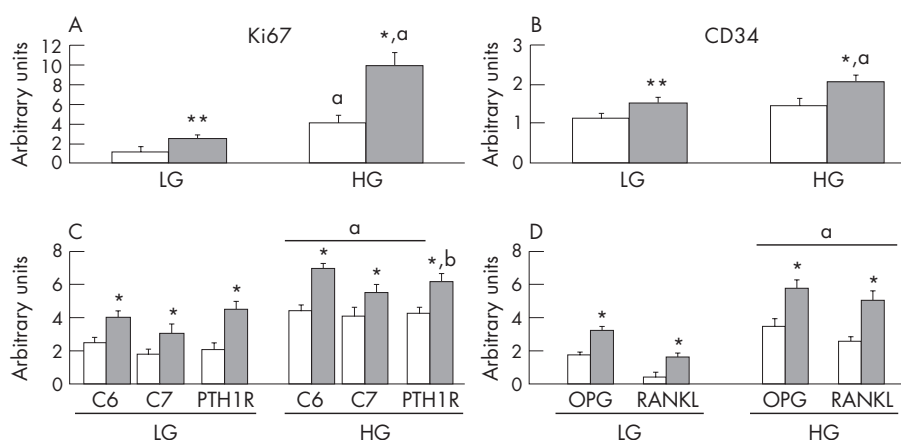 A
Ki67
Arbitrary units
12
10
8
6
4
2
0
**
a
*,a
LG
HG
B
CD34
Arbitrary units
3
2
1
0
**
*,a
LG
HG
C
Arbitrary units
8
6
4
2
0
a
*
*
*
*
*
*,b
C6
C7
PTH1R
C6
C7
PTH1R
LG
HG
D
Arbitrary units
8
6
4
2
0
a
*
*
*
*
OPG
RANKL
OPG
RANKL
LG
HG